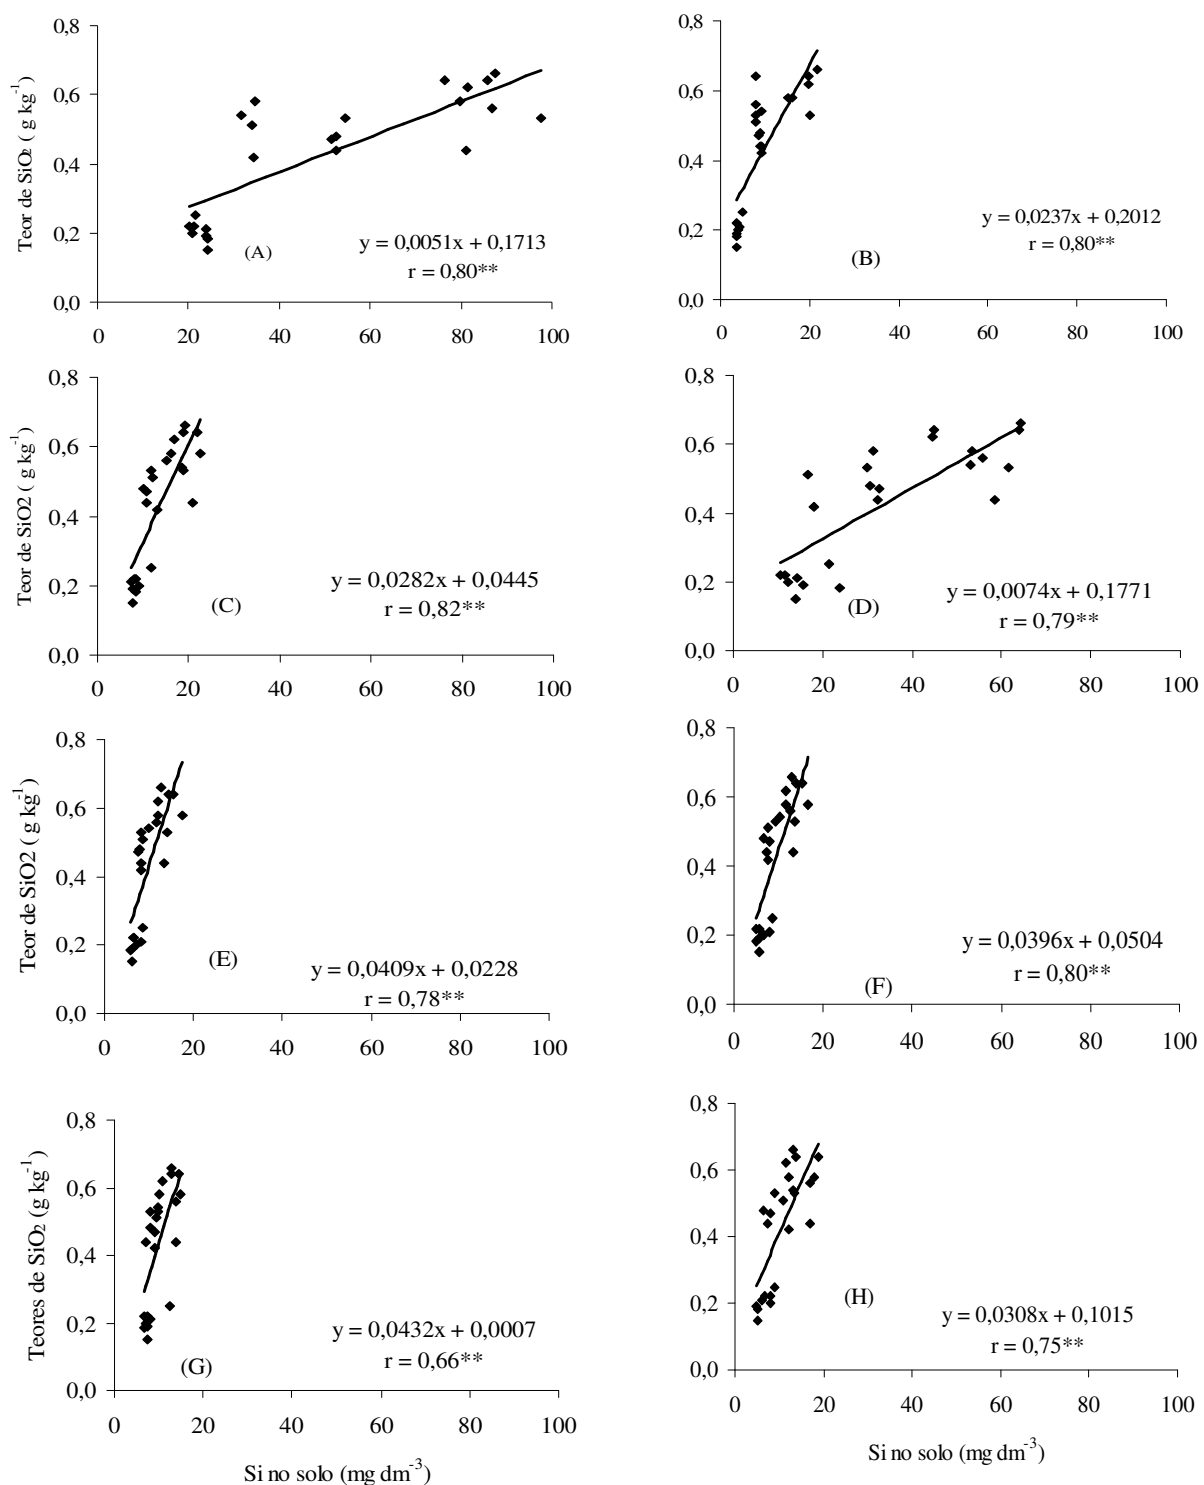 Teor de SiO₂ ( g kg⁻¹)
0,8
0,6
0,4
0,2
0,0
0 20 40 60 80 100
(A)
y = 0,0051x + 0,1713
r = 0,80**
0,8
0,6
0,4
0,2
0,0
0 20 40 60 80 100
(B)
y = 0,0237x + 0,2012
r = 0,80**
Teor de SiO2 ( g kg⁻¹)
0,8
0,6
0,4
0,2
0,0
0 20 40 60 80 100
(C)
y = 0,0282x + 0,0445
r = 0,82**
0,8
0,6
0,4
0,2
0,0
0 20 40 60 80 100
(D)
y = 0,0074x + 0,1771
r = 0,79**
Teor de SiO2 ( g kg⁻¹)
0,8
0,6
0,4
0,2
0,0
0 20 40 60 80 100
(E)
y = 0,0409x + 0,0228
r = 0,78**
0,8
0,6
0,4
0,2
0,0
0 20 40 60 80 100
(F)
y = 0,0396x + 0,0504
r = 0,80**
Teores de SiO₂ (g kg⁻¹)
0,8
0,6
0,4
0,2
0,0
0 20 40 60 80 100
(G)
y = 0,0432x + 0,0007
r = 0,66**
Si no solo (mg dm⁻³)
0,8
0,6
0,4
0,2
0,0
0 20 40 60 80 100
(H)
y = 0,0308x + 0,1015
r = 0,75**
Si no solo (mg dm⁻³)